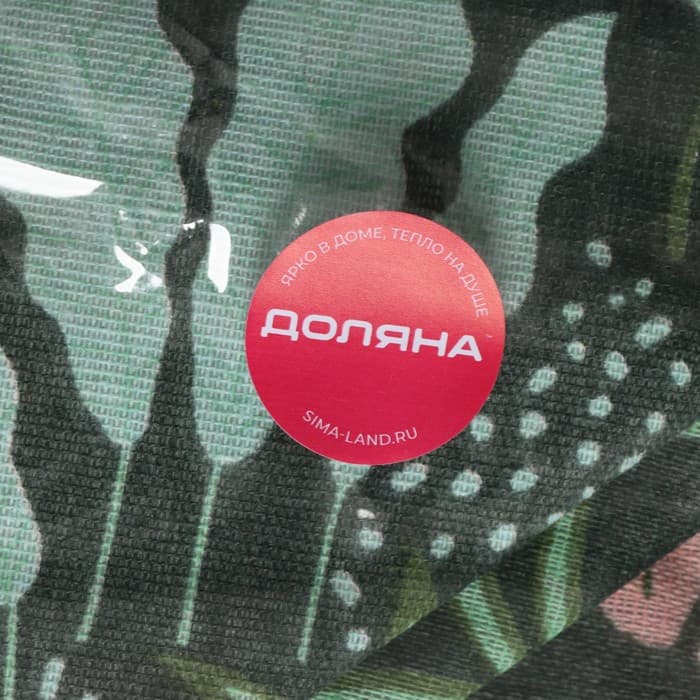 ЯРКО В ДОМЕ, ТЕПЛО НА ДУШЕ
ДОЛЯНА
SIMA-LAND.RU